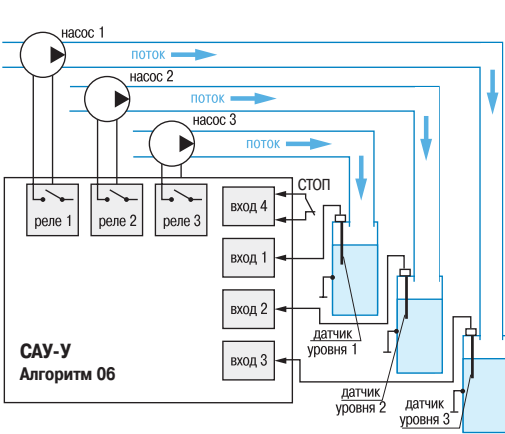 насос 1
поток
насос 2
поток
насос 3
поток
СТОП
реле 1
реле 2
реле 3
вход 4
вход 1
вход 2
вход 3
САУ-У
Алгоритм 06
датчик
уровня 1
датчик
уровня 2
датчик
уровня 3